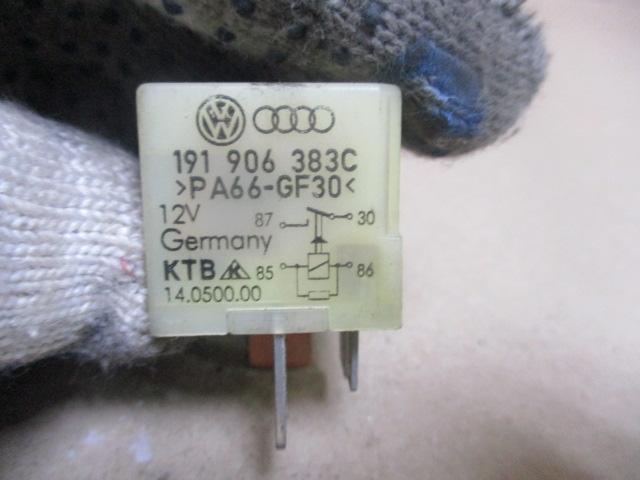 191 906 383C
>PA66-GF30<
12V
87 30
Germany
KTB 85 86
14.0500.00